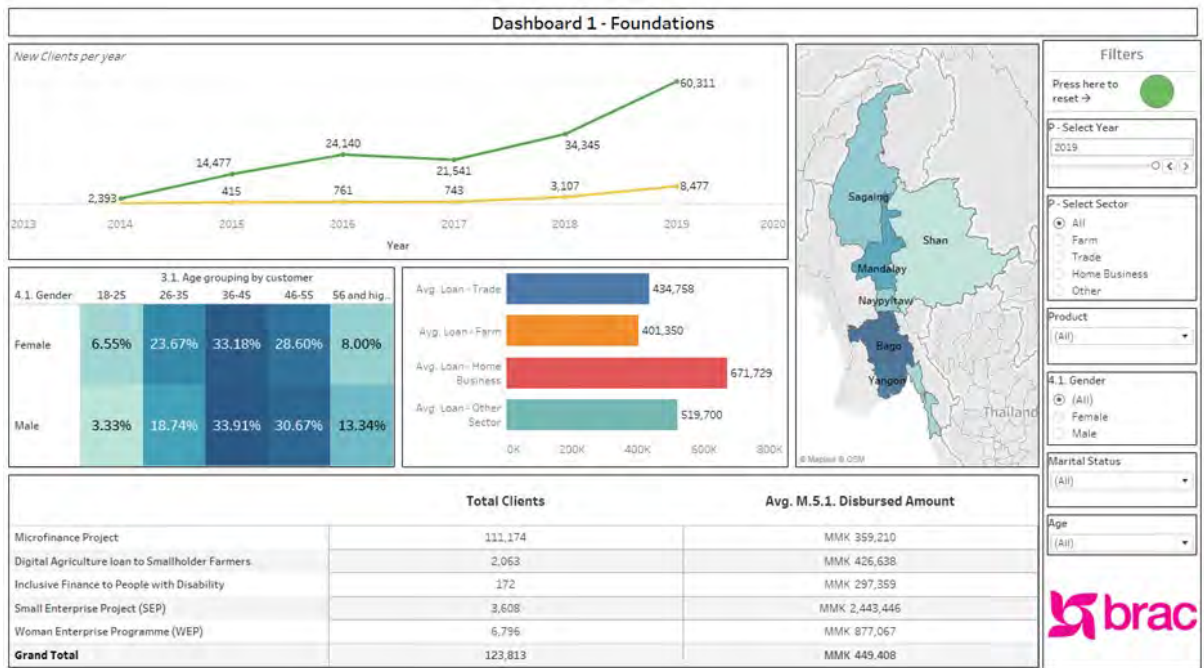 Dashboard 1 - Foundations
New Clients per year
60,311
24,140
34,345
14,477
21,541
2,393
415
761
743
3,107
8,477
2013 2014 2015 2016 2017 2018 2019 2020
Year
3.1. Age grouping by customer
4.1. Gender 18-25 26-35 36-45 46-55 56 and hig..
Female 6.55% 23.67% 33.18% 28.60% 8.00%
Male 3.33% 18.74% 33.91% 30.67% 13.34%
Avg. Loan - Trade 434,758
Avg. Loan - Farm 401,350
Avg. Loan - Home
Business 671,729
Avg. Loan - Other
Sector 519,700
0K 200K 400K 600K 800K
Sagaing
Shan
Mandalay
Naypyitaw
Bago
Yangon
Thailand
© Mapbox © OSM
Filters
Press here to
reset →
P - Select Year
2019
P - Select Sector
All
Farm
Trade
Home Business
Other
Product
(All)
4.1. Gender
(All)
Female
Male
Marital Status
(All)
Age
(All)
brac
Total Clients Avg. M.5.1. Disbursed Amount
Microfinance Project 111,174 MMK 359,210
Digital Agriculture loan to Smallholder Farmers 2,063 MMK 426,638
Inclusive Finance to People with Disability 172 MMK 297,359
Small Enterprise Project (SEP) 3,608 MMK 2,443,446
Woman Enterprise Programme (WEP) 6,796 MMK 877,067
Grand Total 123,813 MMK 449,408